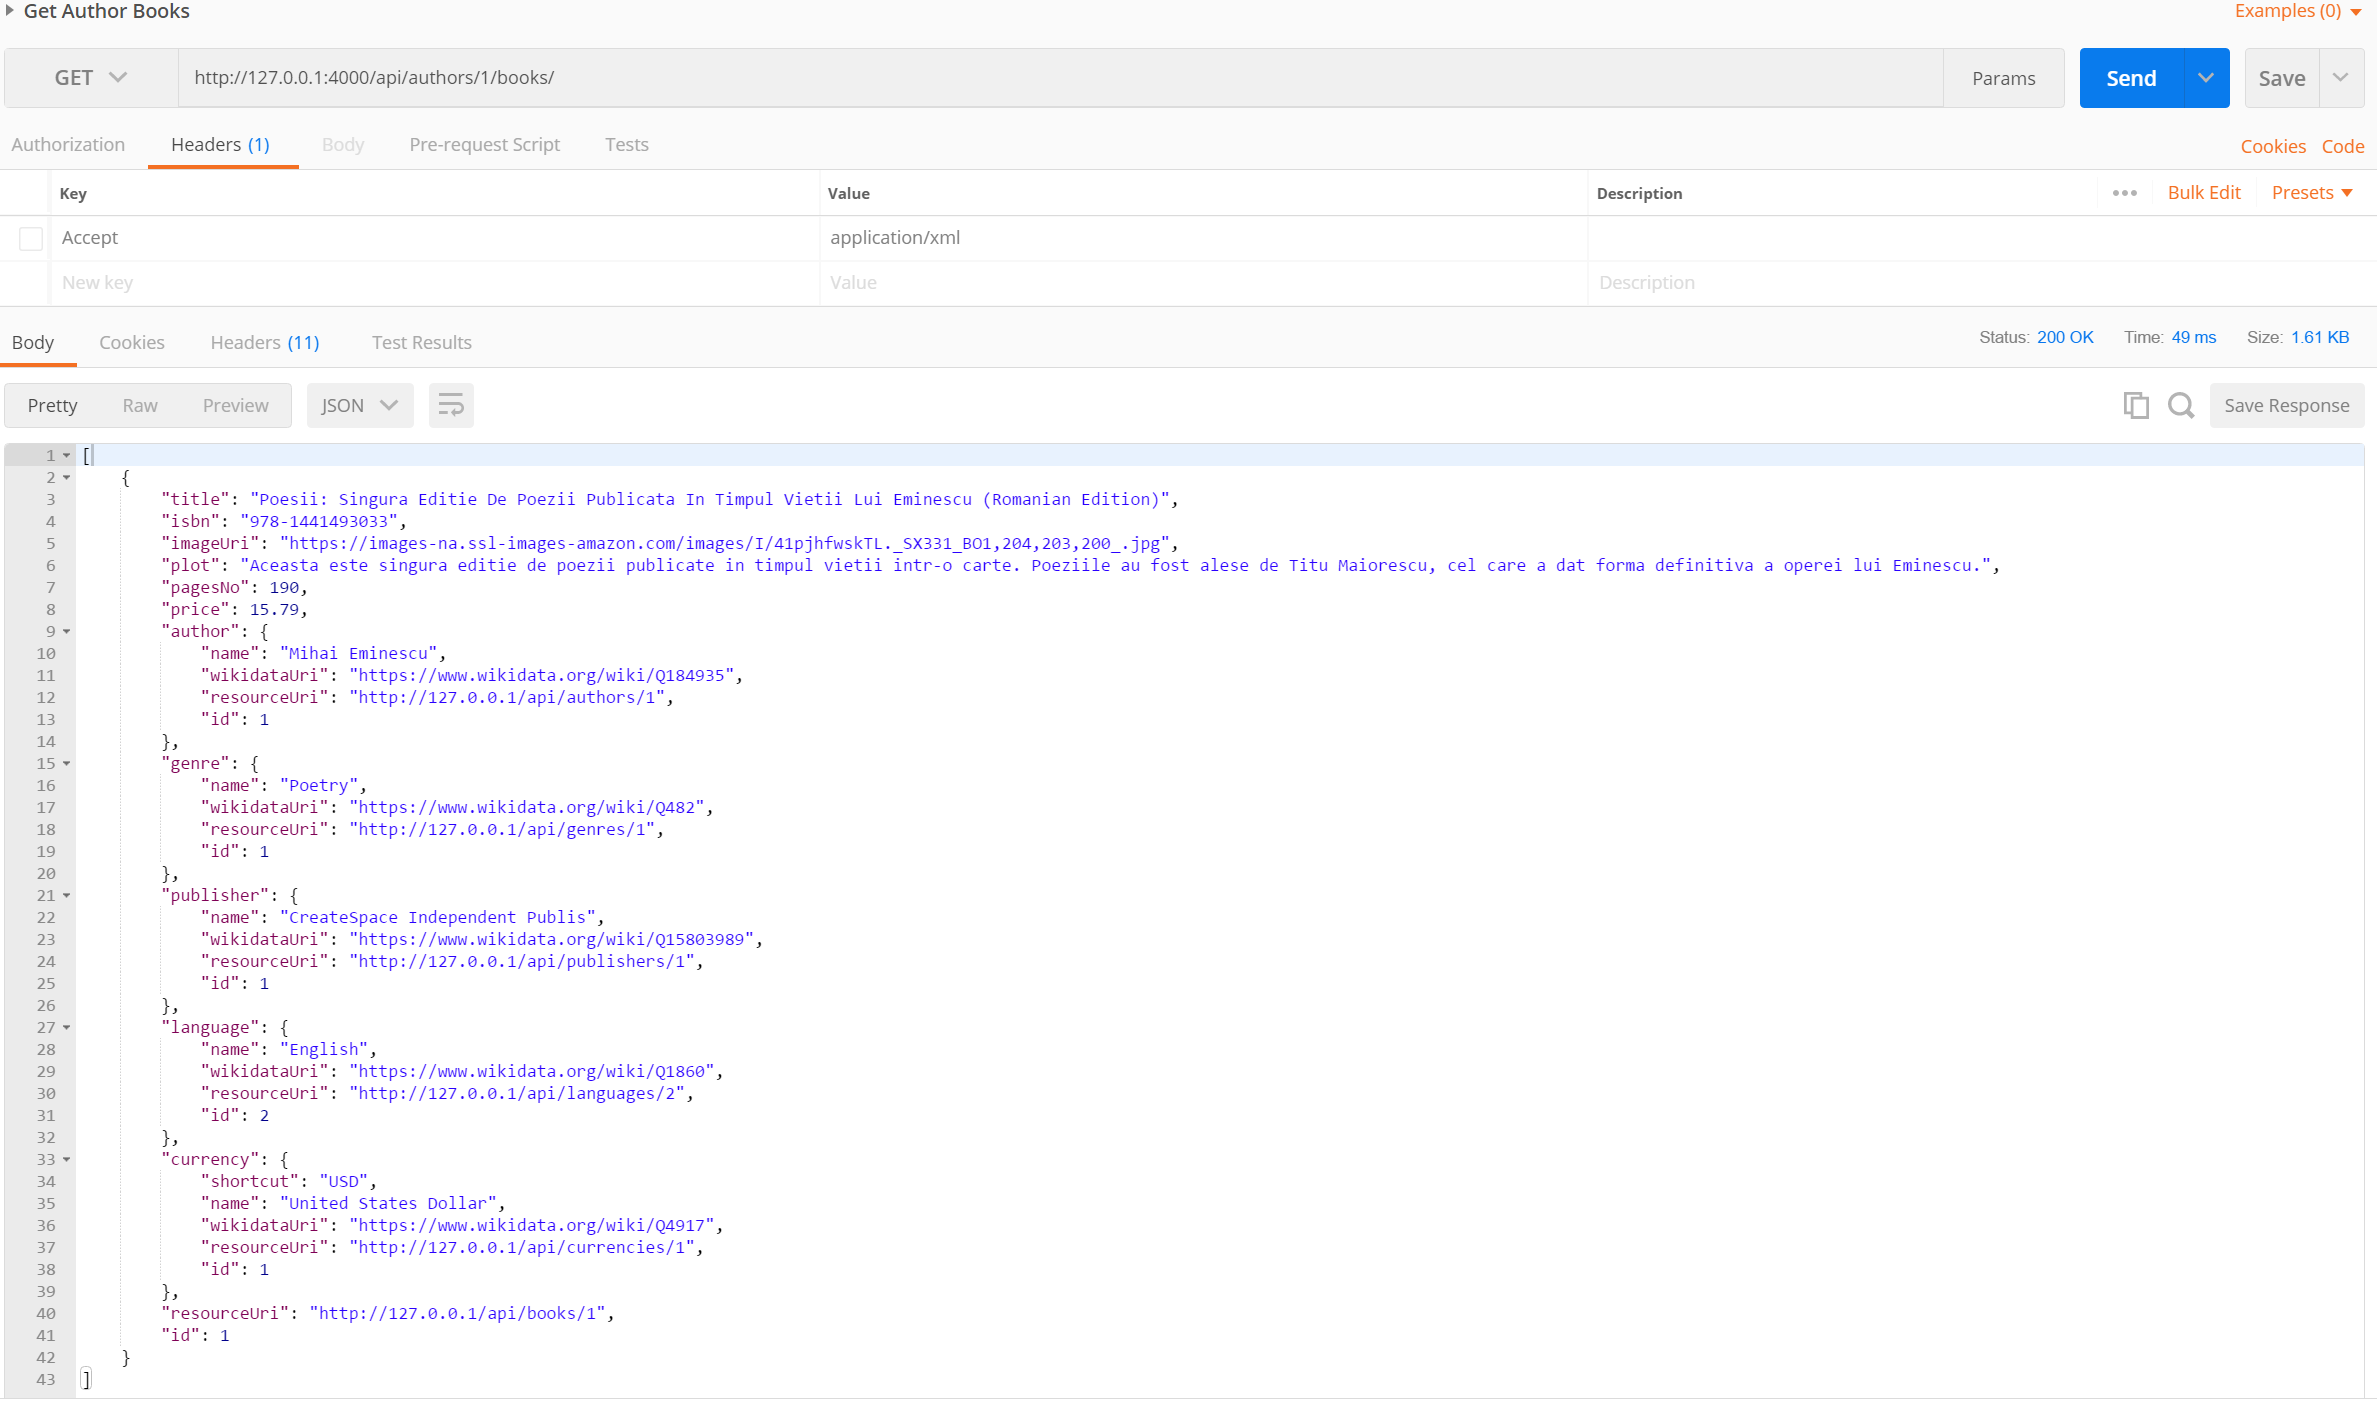 Get Author Books
Examples (0)
GET
http://127.0.0.1:4000/api/authors/1/books/
Params
Send
Save
Authorization
Headers (1)
Body
Pre-request Script
Tests
Cookies
Code
Key
Value
Description
Bulk Edit
Presets
Accept
application/xml
New key
Value
Description
Body
Cookies
Headers (11)
Test Results
Status: 200 OK
Time: 49 ms
Size: 1.61 KB
Pretty
Raw
Preview
JSON
Save Response
1 [
2 {
3 "title": "Poesii: Singura Editie De Poezii Publicata In Timpul Vietii Lui Eminescu (Romanian Edition)",
4 "isbn": "978-1441493033",
5 "imageUri": "https://images-na.ssl-images-amazon.com/images/I/41pjhfwskTL._SX331_BO1,204,203,200_.jpg",
6 "plot": "Aceasta este singura editie de poezii publicate in timpul vietii intr-o carte. Poeziile au fost alese de Titu Maiorescu, cel care a dat forma definitiva a operei lui Eminescu.",
7 "pagesNo": 190,
8 "price": 15.79,
9 "author": {
10 "name": "Mihai Eminescu",
11 "wikidataUri": "https://www.wikidata.org/wiki/Q184935",
12 "resourceUri": "http://127.0.0.1/api/authors/1",
13 "id": 1
14 },
15 "genre": {
16 "name": "Poetry",
17 "wikidataUri": "https://www.wikidata.org/wiki/Q482",
18 "resourceUri": "http://127.0.0.1/api/genres/1",
19 "id": 1
20 },
21 "publisher": {
22 "name": "CreateSpace Independent Publis",
23 "wikidataUri": "https://www.wikidata.org/wiki/Q15803989",
24 "resourceUri": "http://127.0.0.1/api/publishers/1",
25 "id": 1
26 },
27 "language": {
28 "name": "English",
29 "wikidataUri": "https://www.wikidata.org/wiki/Q1860",
30 "resourceUri": "http://127.0.0.1/api/languages/2",
31 "id": 2
32 },
33 "currency": {
34 "shortcut": "USD",
35 "name": "United States Dollar",
36 "wikidataUri": "https://www.wikidata.org/wiki/Q4917",
37 "resourceUri": "http://127.0.0.1/api/currencies/1",
38 "id": 1
39 },
40 "resourceUri": "http://127.0.0.1/api/books/1",
41 "id": 1
42 }
43 ]